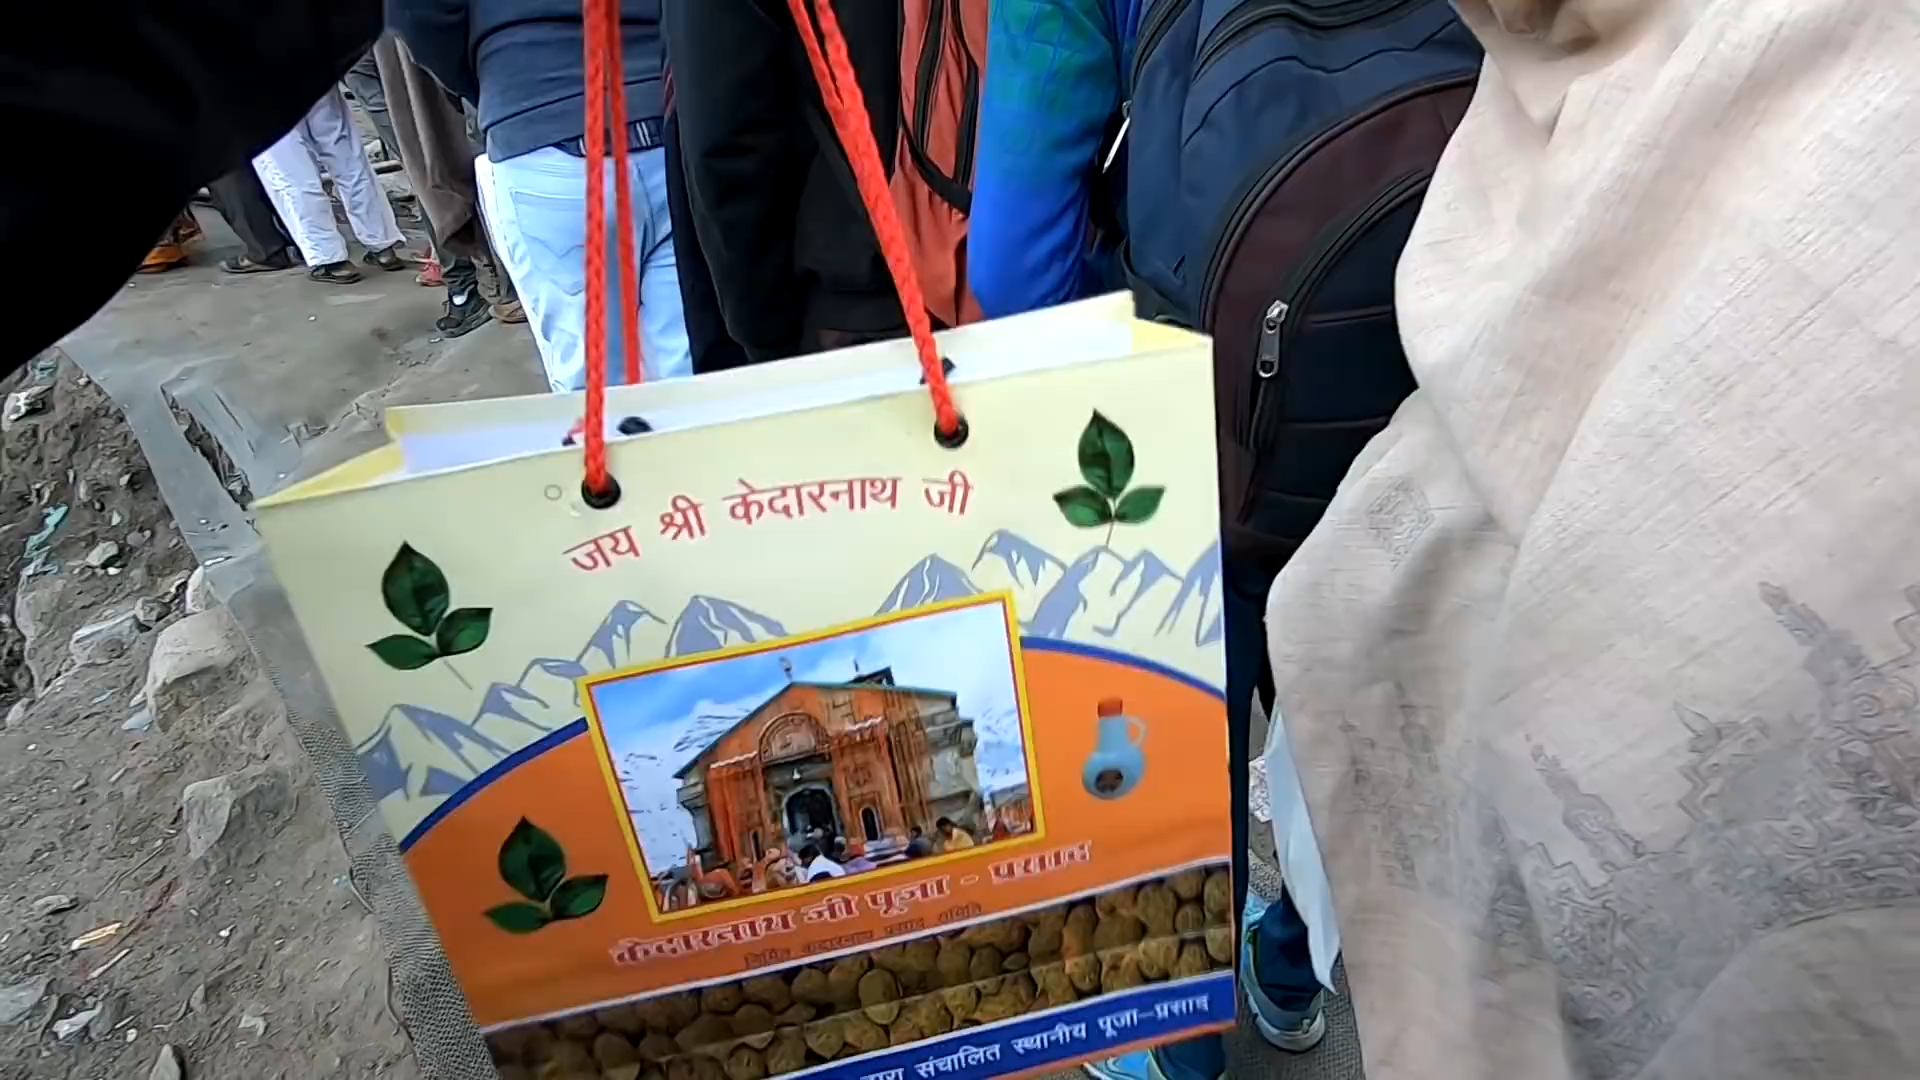 जय श्री केदारनाथ जी
केदारनाथ जी पूजा - प्रसाद
द्वारा संचालित स्थानीय पूजा-प्रसाद